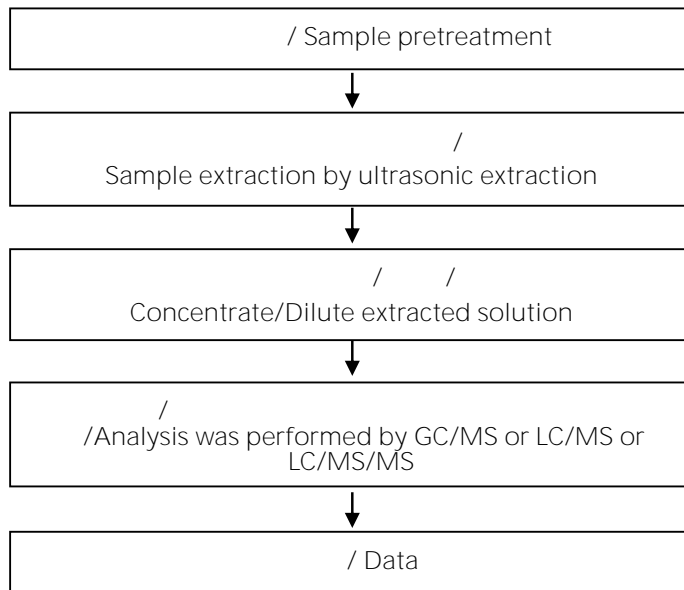 / Sample pretreatment
/
Sample extraction by ultrasonic extraction
/ /
Concentrate/Dilute extracted solution
/
/Analysis was performed by GC/MS or LC/MS or
LC/MS/MS
/ Data